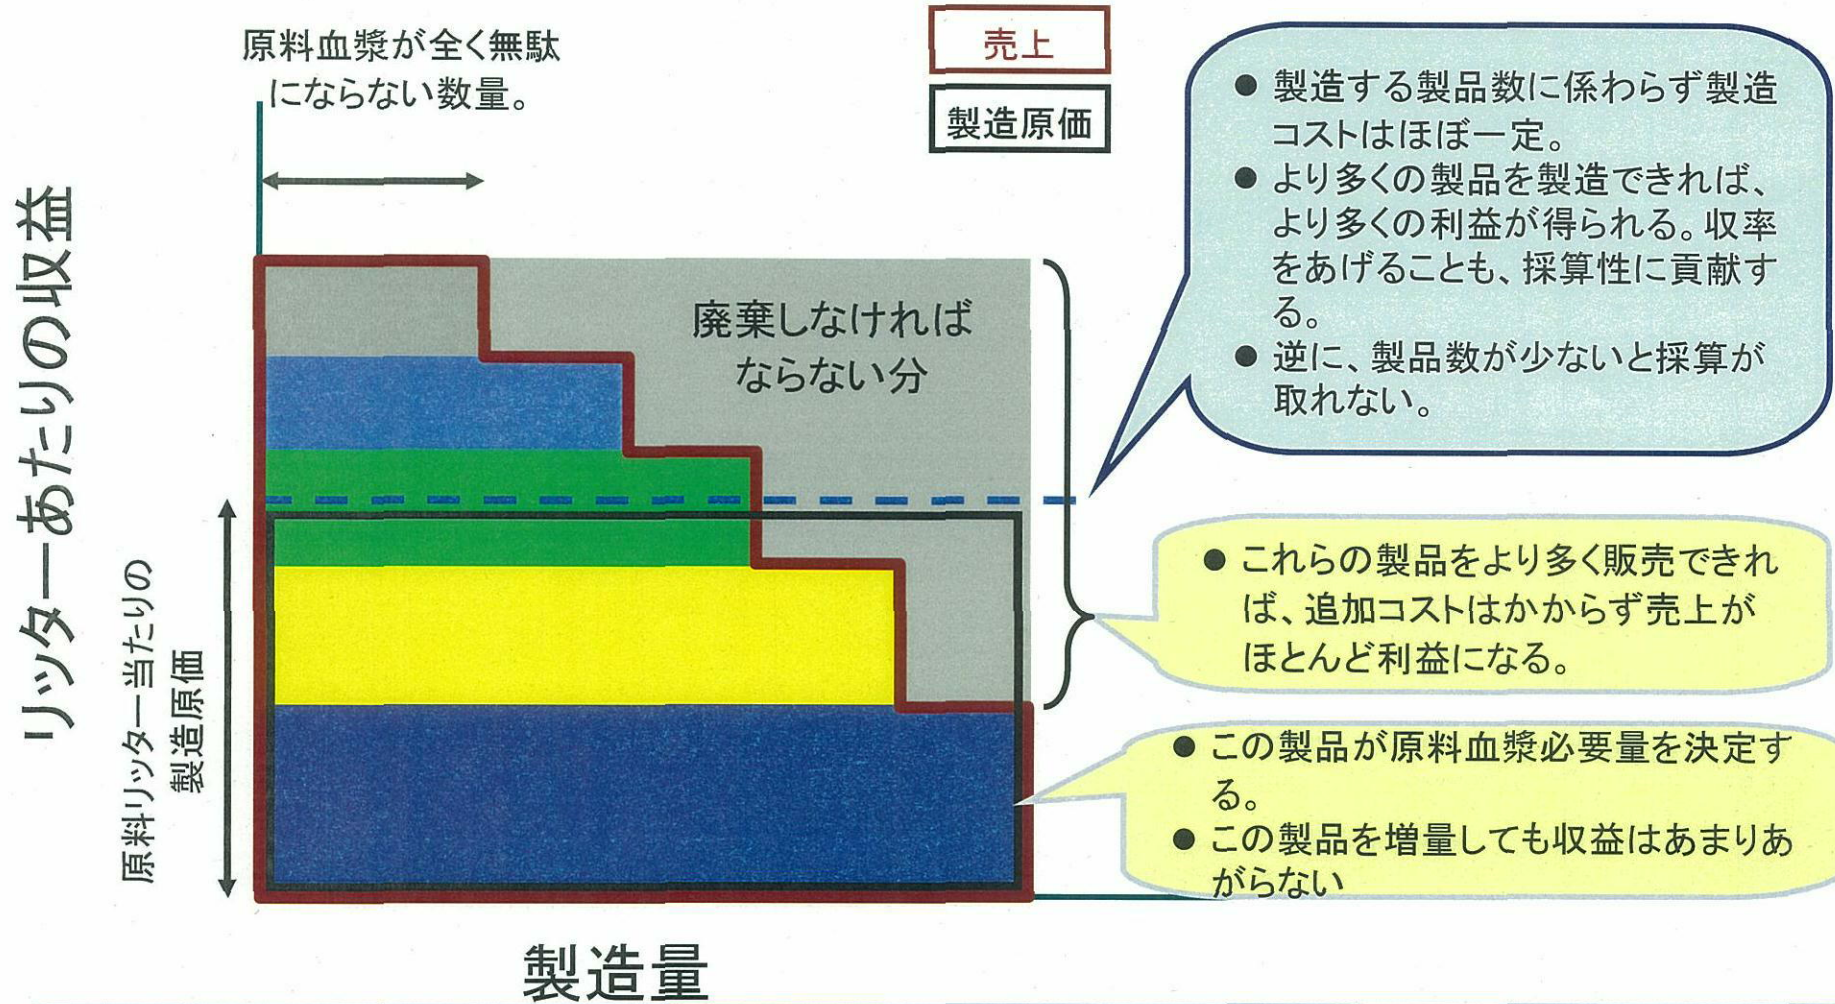 原料血漿が全く無駄
にならない数量。
売上
製造原価
● 製造する製品数に係わらず製造
コストはほぼ一定。
● より多くの製品を製造できれば、
より多くの利益が得られる。収率
をあげることも、採算性に貢献す
る。
● 逆に、製品数が少ないと採算が
取れない。
リッターあたりの収益
廃棄しなければ
ならない分
原料リッター当たりの
製造原価
● これらの製品をより多く販売できれ
ば、追加コストはかからず売上が
ほとんど利益になる。
● この製品が原料血漿必要量を決定す
る。
● この製品を増量しても収益はあまりあ
がらない
製造量